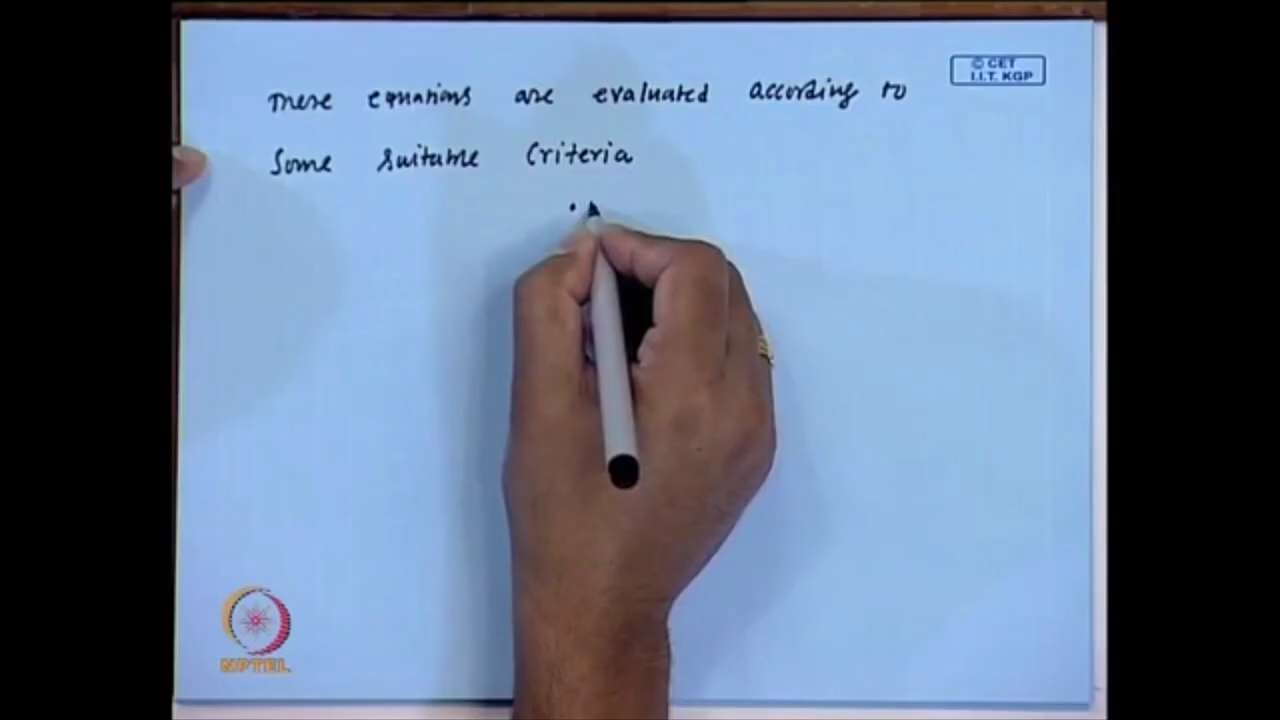 These equations are evaluated according to
Some suitable Criteria
© CET
I.I.T. KGP
NPTEL